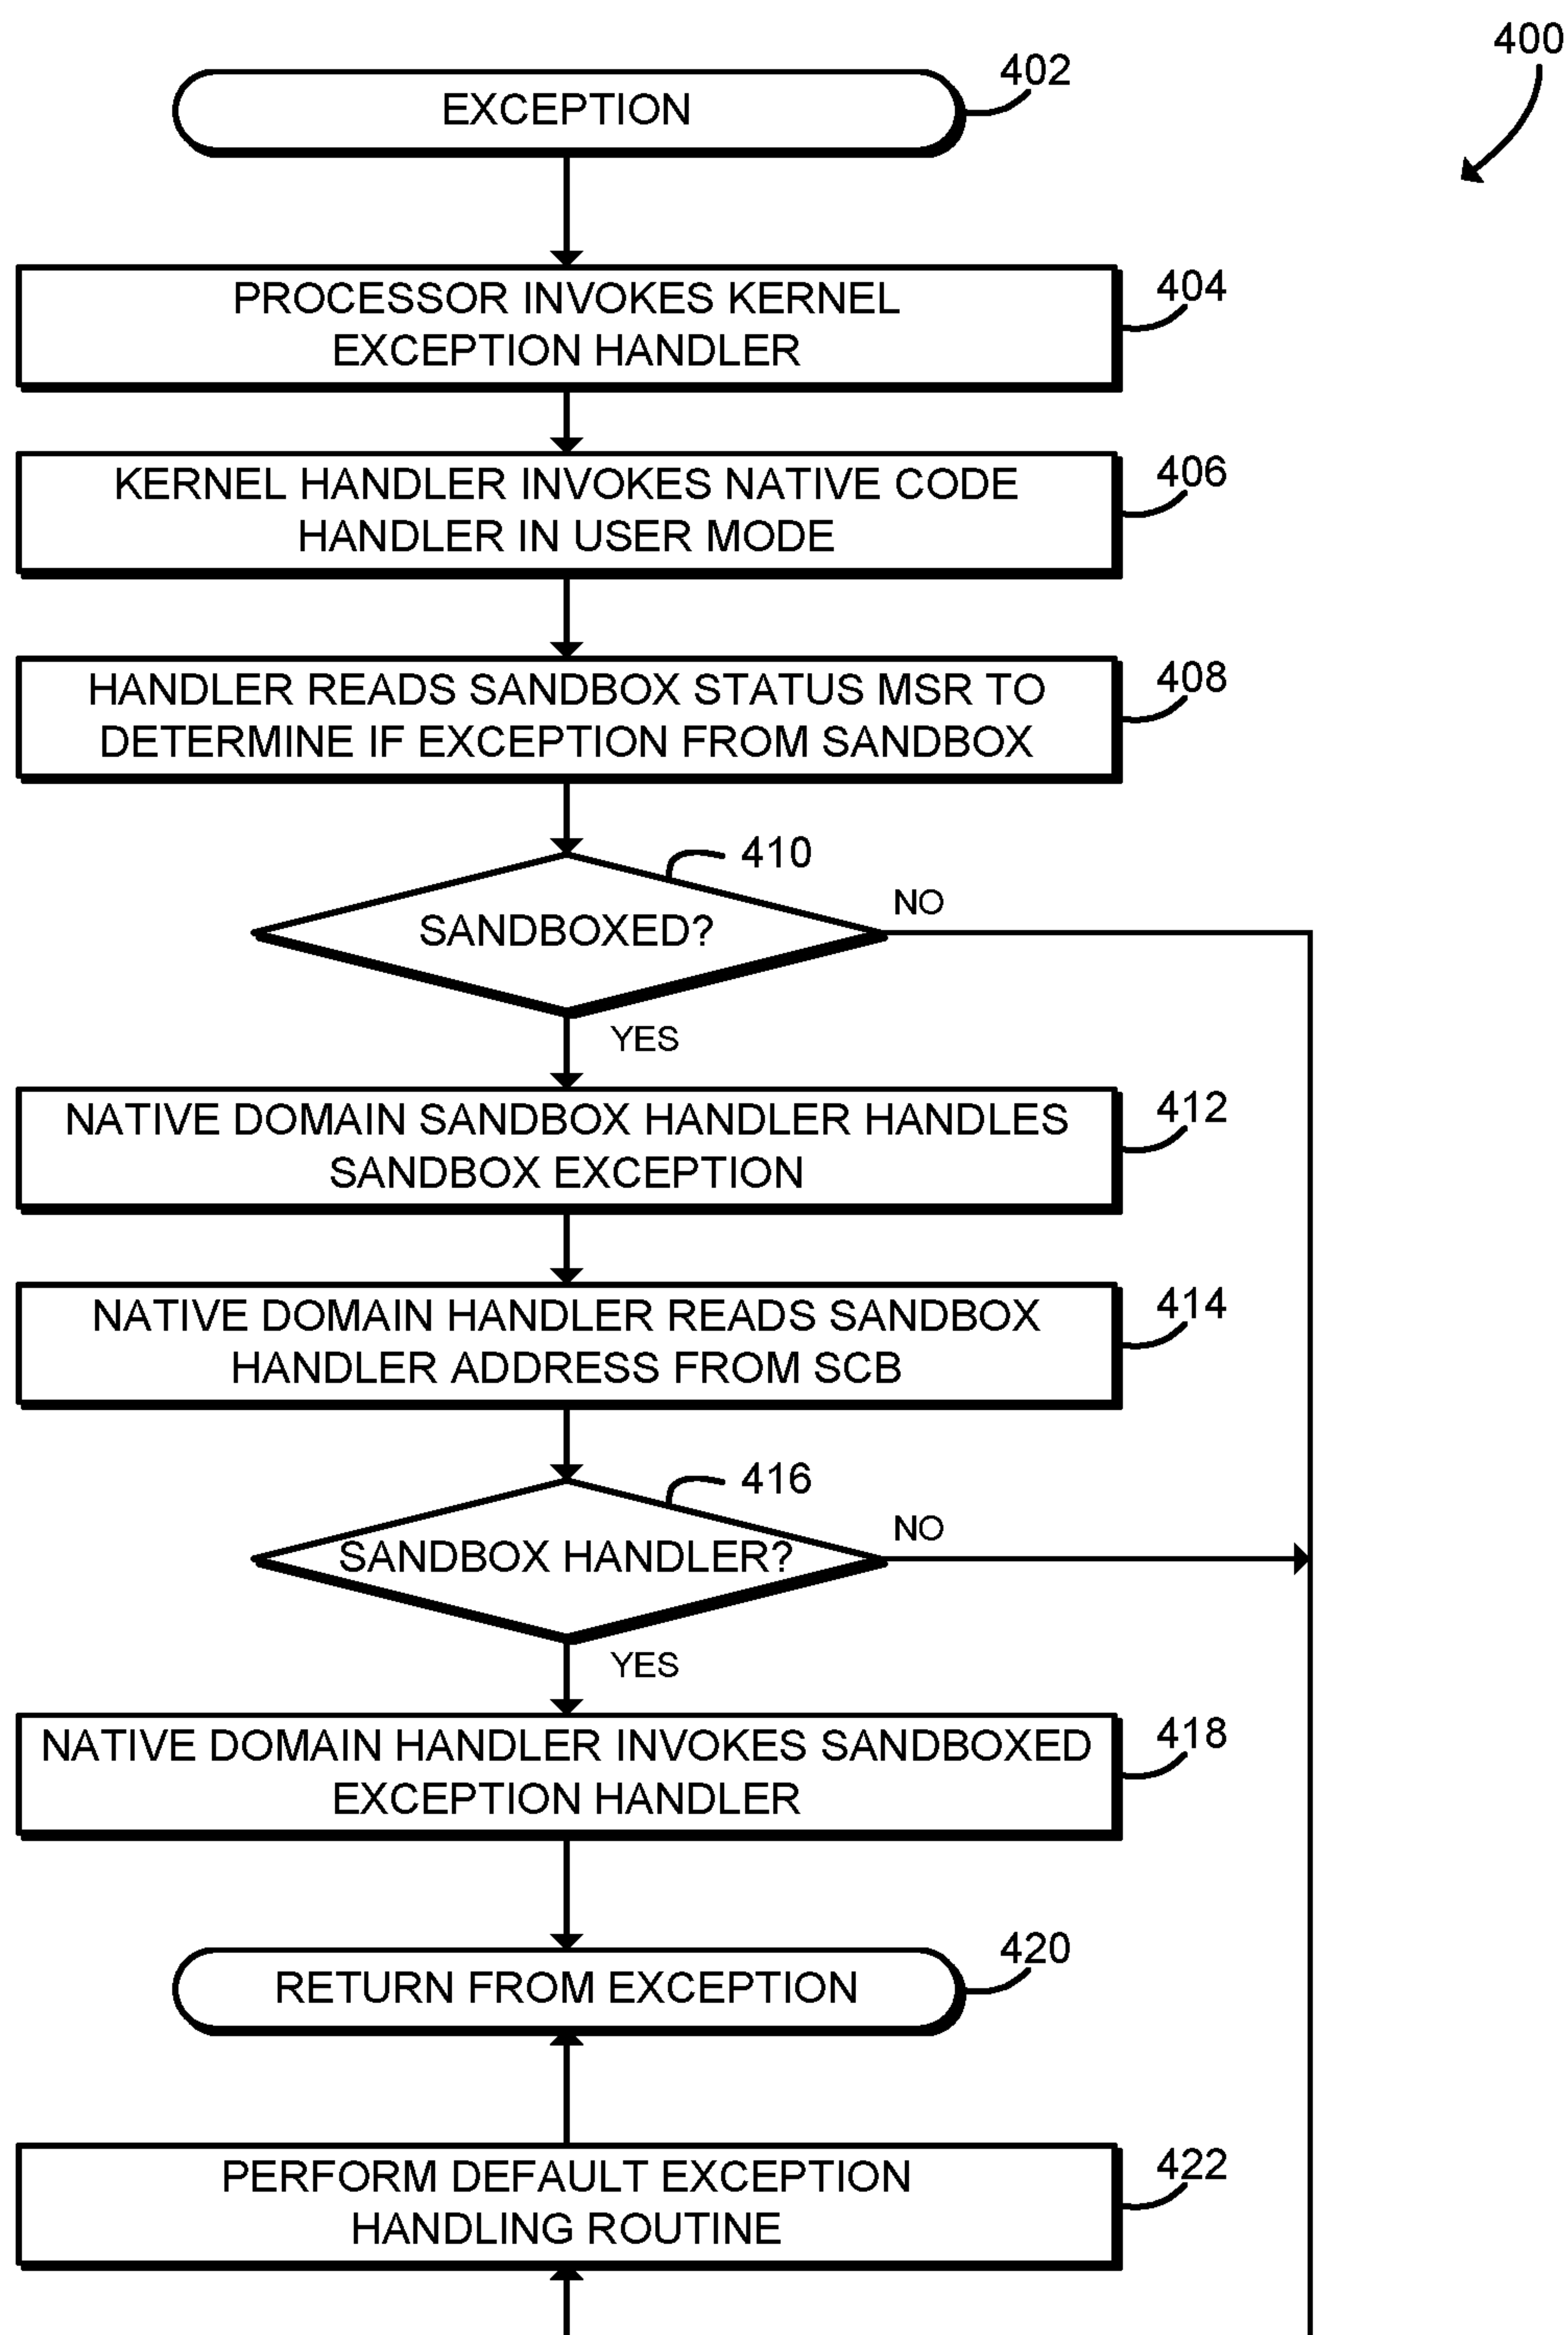 400
EXCEPTION
402
PROCESSOR INVOKES KERNEL
EXCEPTION HANDLER
404
KERNEL HANDLER INVOKES NATIVE CODE
HANDLER IN USER MODE
406
HANDLER READS SANDBOX STATUS MSR TO
DETERMINE IF EXCEPTION FROM SANDBOX
408
410
SANDBOXED?
NO
YES
NATIVE DOMAIN SANDBOX HANDLER HANDLES
SANDBOX EXCEPTION
412
NATIVE DOMAIN HANDLER READS SANDBOX
HANDLER ADDRESS FROM SCB
414
416
SANDBOX HANDLER?
NO
YES
NATIVE DOMAIN HANDLER INVOKES SANDBOXED
EXCEPTION HANDLER
418
RETURN FROM EXCEPTION
420
PERFORM DEFAULT EXCEPTION
HANDLING ROUTINE
422